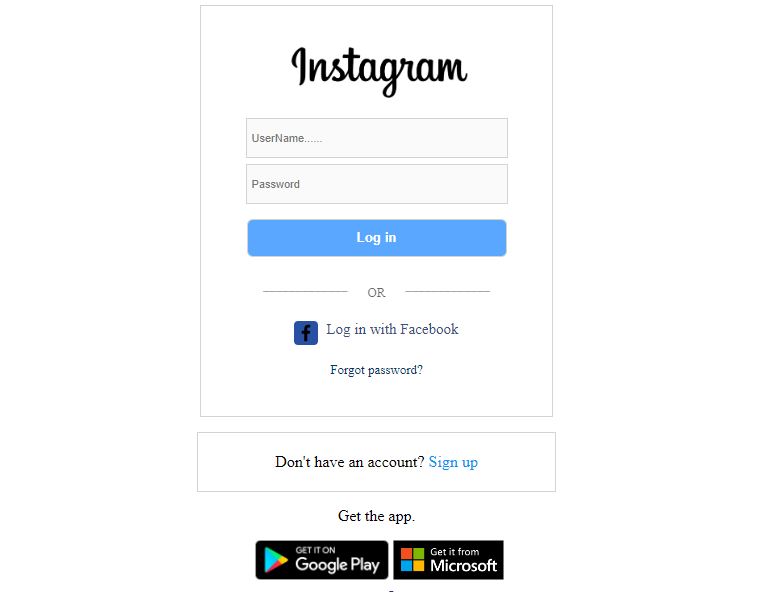 Instagram
UserName......
Password
Log in
OR
Log in with Facebook
Forgot password?
Don't have an account? Sign up
Get the app.
GET IT ON
Google Play
Get it from
Microsoft